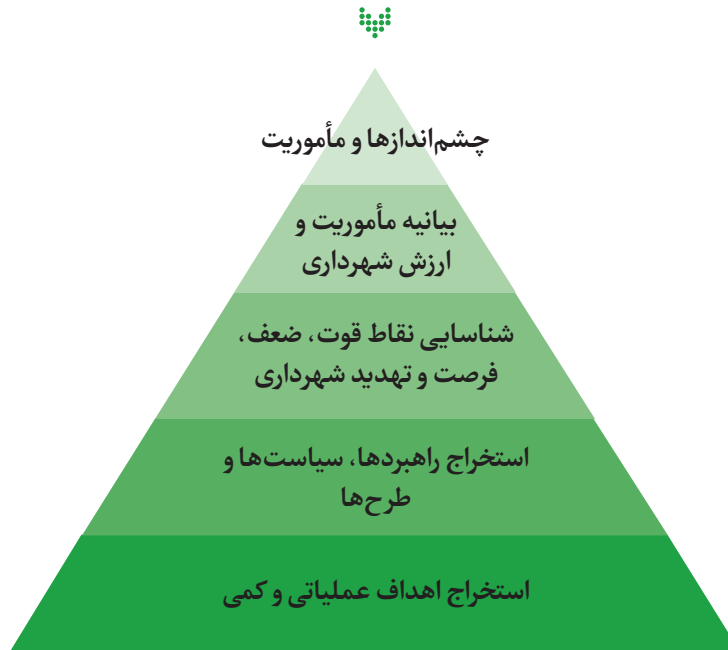 چشم‌اندازها و مأموریت
بیانیه مأموریت و
ارزش شهرداری
شناسایی نقاط قوت، ضعف،
فرصت و تهدید شهرداری
استخراج راهبردها، سیاست‌ها و
طرح‌ها
استخراج اهداف عملیاتی و کمی